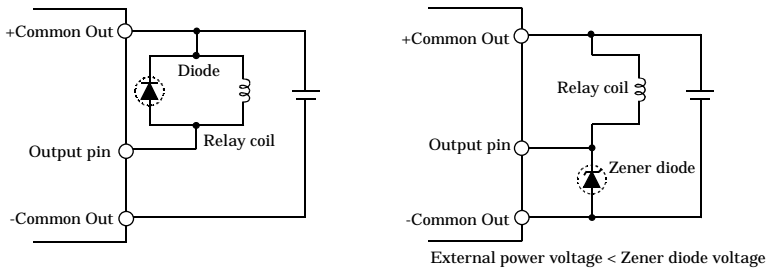 +Common Out
Diode
Relay coil
Output pin
-Common Out
+Common Out
Relay coil
Output pin
Zener diode
-Common Out
External power voltage < Zener diode voltage